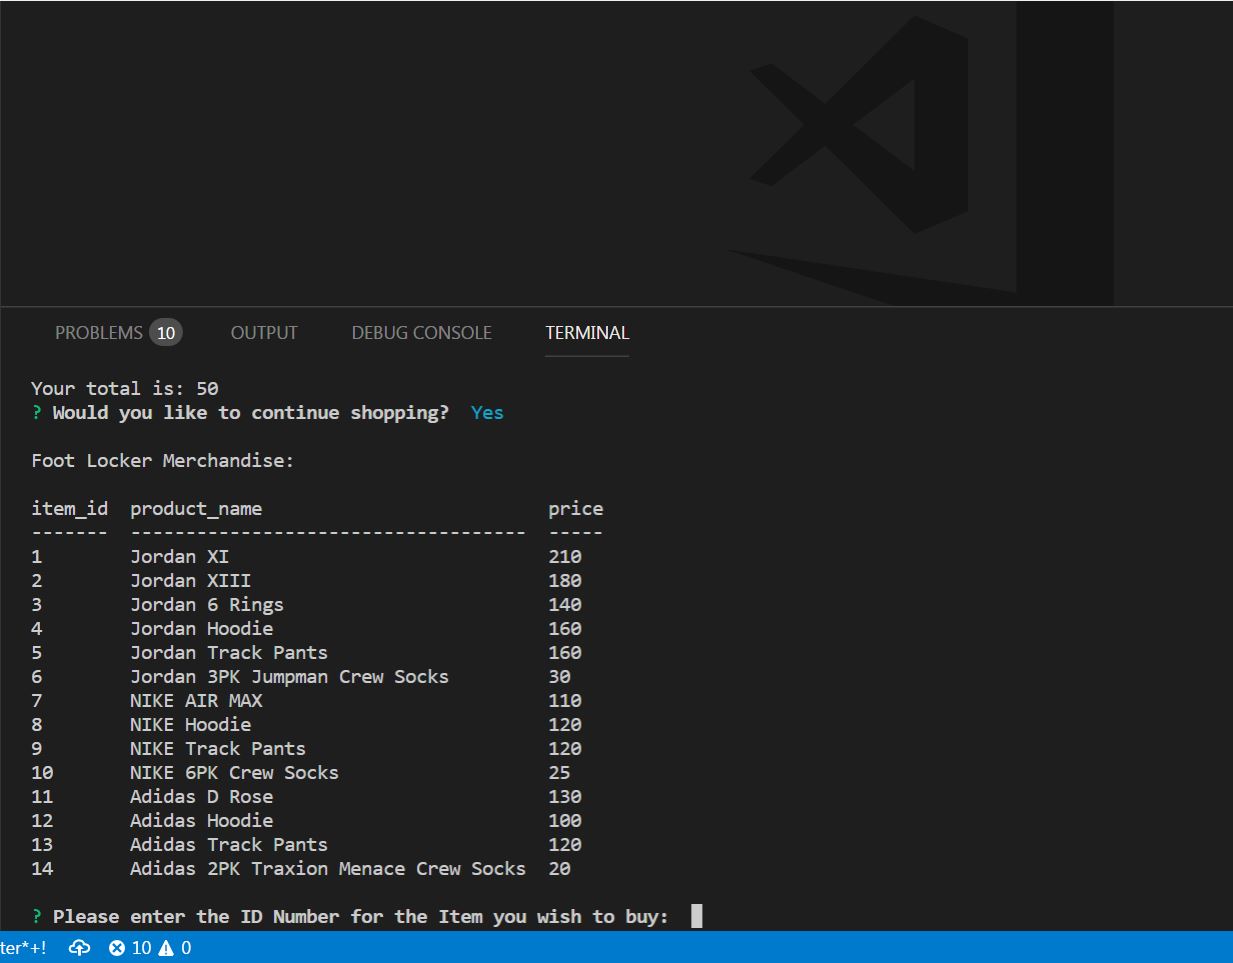 PROBLEMS 10 OUTPUT DEBUG CONSOLE TERMINAL
Your total is: 50
? Would you like to continue shopping? Yes
Foot Locker Merchandise:
item_id product_name price
------- ------------------------------------ -----
1 Jordan XI 210
2 Jordan XIII 180
3 Jordan 6 Rings 140
4 Jordan Hoodie 160
5 Jordan Track Pants 160
6 Jordan 3PK Jumpman Crew Socks 30
7 NIKE AIR MAX 110
8 NIKE Hoodie 120
9 NIKE Track Pants 120
10 NIKE 6PK Crew Socks 25
11 Adidas D Rose 130
12 Adidas Hoodie 100
13 Adidas Track Pants 120
14 Adidas 2PK Traxion Menace Crew Socks 20
? Please enter the ID Number for the Item you wish to buy:
ter*+! 10 0